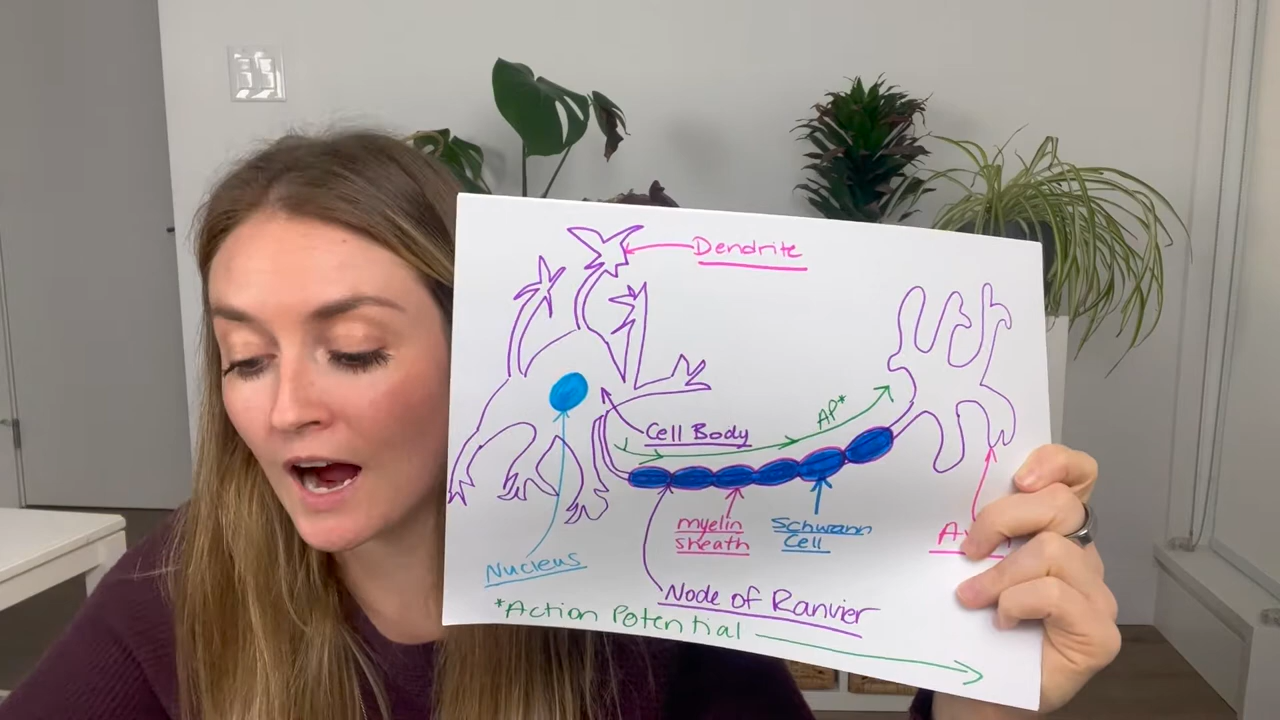 Dendrite
AP*
Cell Body
myelin
sheath
Schwann
Cell
Nucleus
Node of Ranvier
*Action Potential